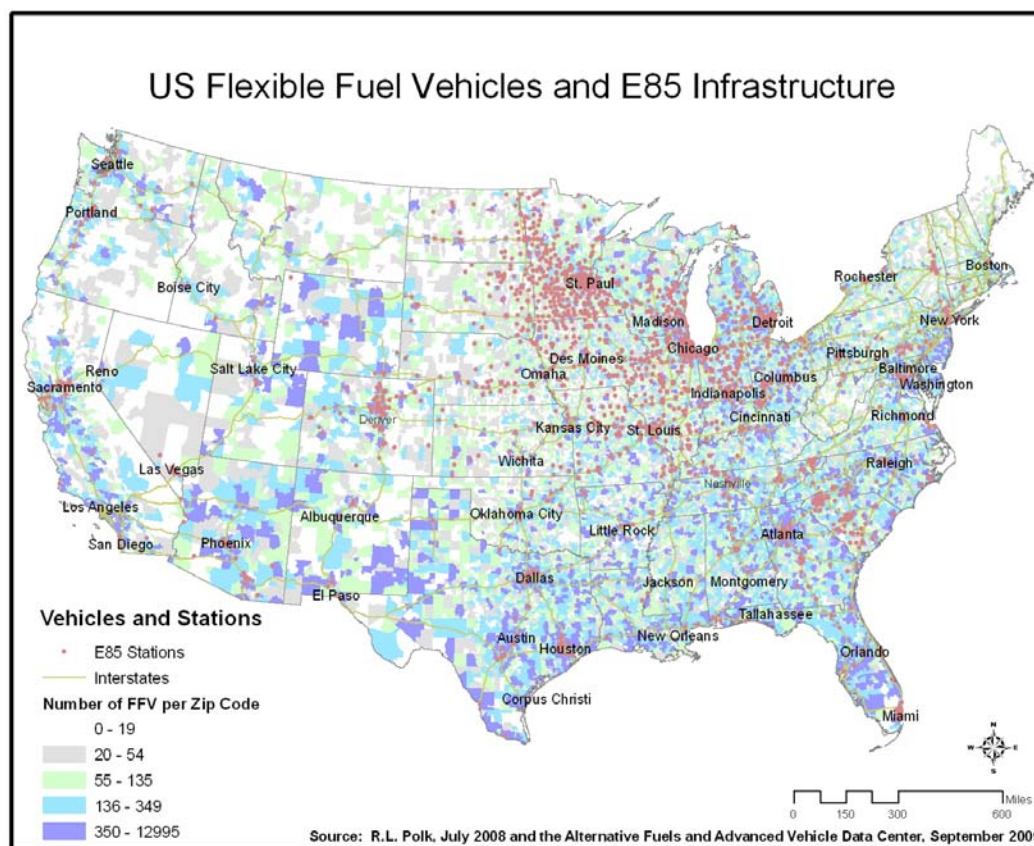 US Flexible Fuel Vehicles and E85 Infrastructure
Seattle
Portland
Boise City
Rochester
Boston
St. Paul
Madison
Detroit
New York
Chicago
Reno
Salt Lake City
Des Moines
Omaha
Pittsburgh
Sacramento
Columbus
Baltimore
Indianapolis
Washington
Denver
Cincinnati
Richmond
Kansas City
St. Louis
Las Vegas
Wichita
Nashville
Raleigh
Los Angeles
Albuquerque
Oklahoma City
San Diego
Phoenix
Little Rock
Atlanta
El Paso
Dallas
Jackson
Montgomery
Tallahassee
Austin
Houston
New Orleans
Orlando
Corpus Christi
Miami
Vehicles and Stations
E85 Stations
Interstates
Number of FFV per Zip Code
0 - 19
20 - 54
55 - 135
136 - 349
350 - 12995
N
W E
S
Miles
0 150 300 600
Source: R.L. Polk, July 2008 and the Alternative Fuels and Advanced Vehicle Data Center, September 200